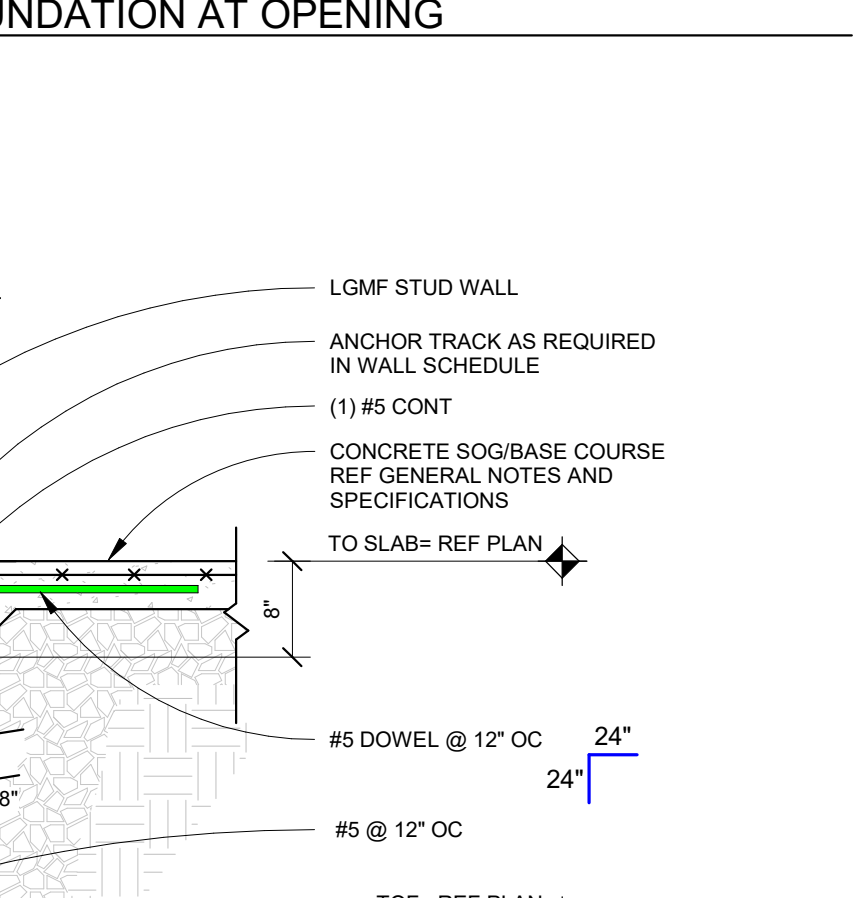 UNDATION AT OPENING
LGMF STUD WALL
ANCHOR TRACK AS REQUIRED
IN WALL SCHEDULE
(1) #5 CONT
CONCRETE SOG/BASE COURSE
REF GENERAL NOTES AND
SPECIFICATIONS
TO SLAB= REF PLAN
8"
#5 DOWEL @ 12" OC
24"
24"
8"
#5 @ 12" OC